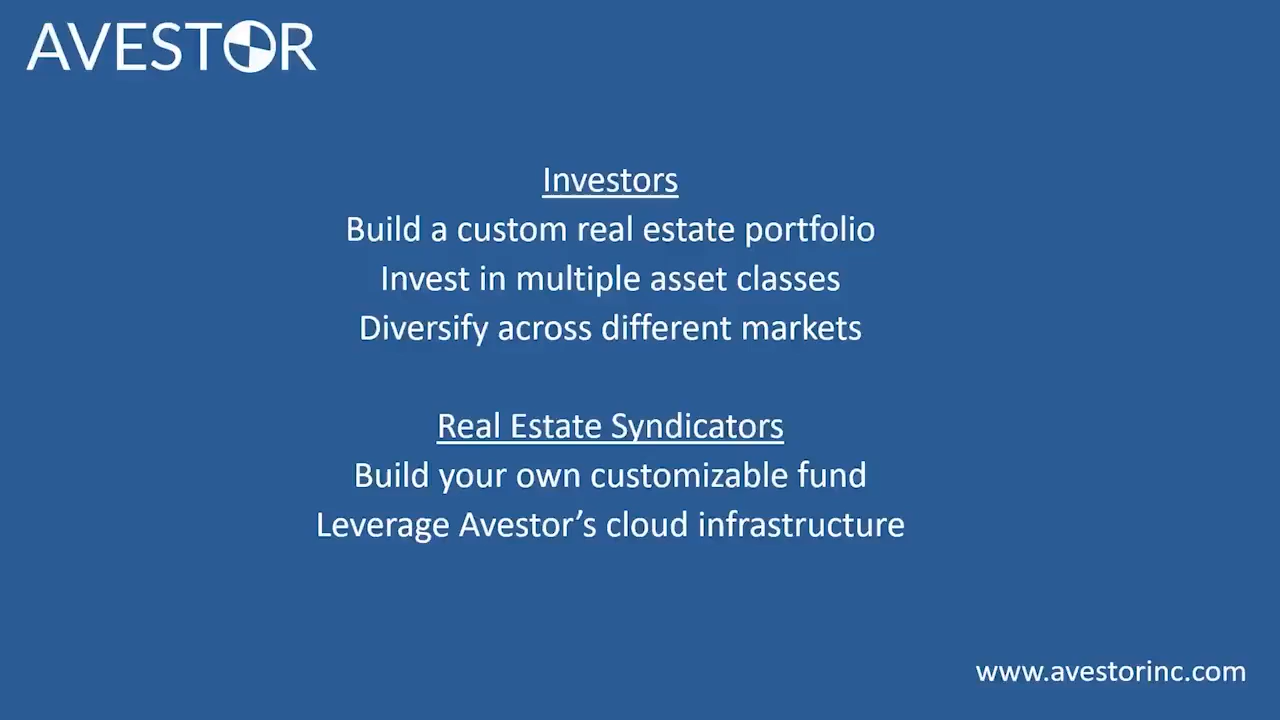 AVESTOR
Investors
Build a custom real estate portfolio
Invest in multiple asset classes
Diversify across different markets
Real Estate Syndicators
Build your own customizable fund
Leverage Avestor’s cloud infrastructure
www.avestorinc.com